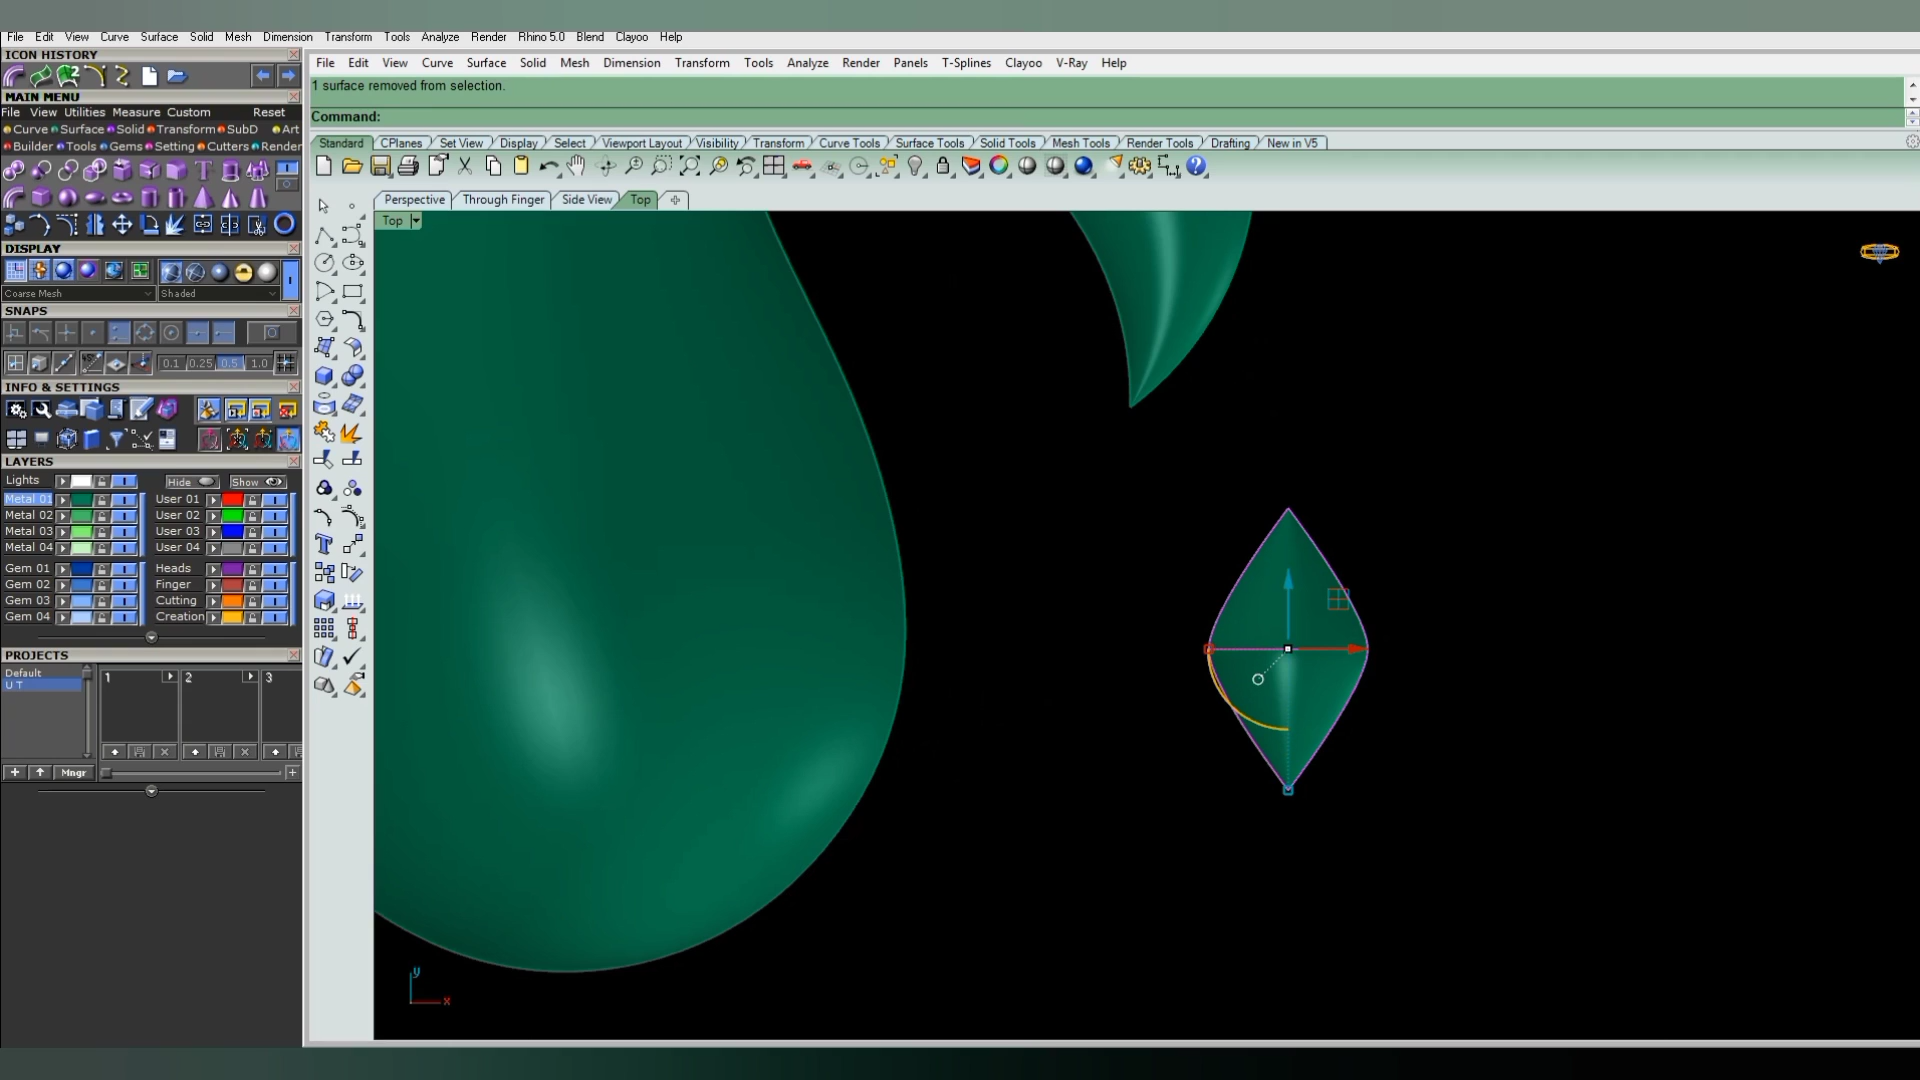 File Edit View Curve Surface Solid Mesh Dimension Transform Tools Analyze Render Rhino 5.0 Blend Clayoo Help
ICON HISTORY
2
MAIN MENU
File View Utilities Measure Custom Reset
Curve Surface Solid Transform SubD Art
Builder Tools Gems Setting Cutters Render
DISPLAY
Coarse Mesh Shaded
SNAPS
0.1 0.25 0.5 1.0
INFO & SETTINGS
LAYERS
Lights Hide Show
Metal 01 User 01
Metal 02 User 02
Metal 03 User 03
Metal 04 User 04
Gem 01 Heads
Gem 02 Finger
Gem 03 Cutting
Gem 04 Creation
PROJECTS
Default
U T
1 2 3
Mngr
File Edit View Curve Surface Solid Mesh Dimension Transform Tools Analyze Render Panels T-Splines Clayoo V-Ray Help
1 surface removed from selection.
Command:
Standard CPlanes Set View Display Select Viewport Layout Visibility Transform Curve Tools Surface Tools Solid Tools Mesh Tools Render Tools Drafting New in V5
Perspective Through Finger Side View Top
Top
y
x